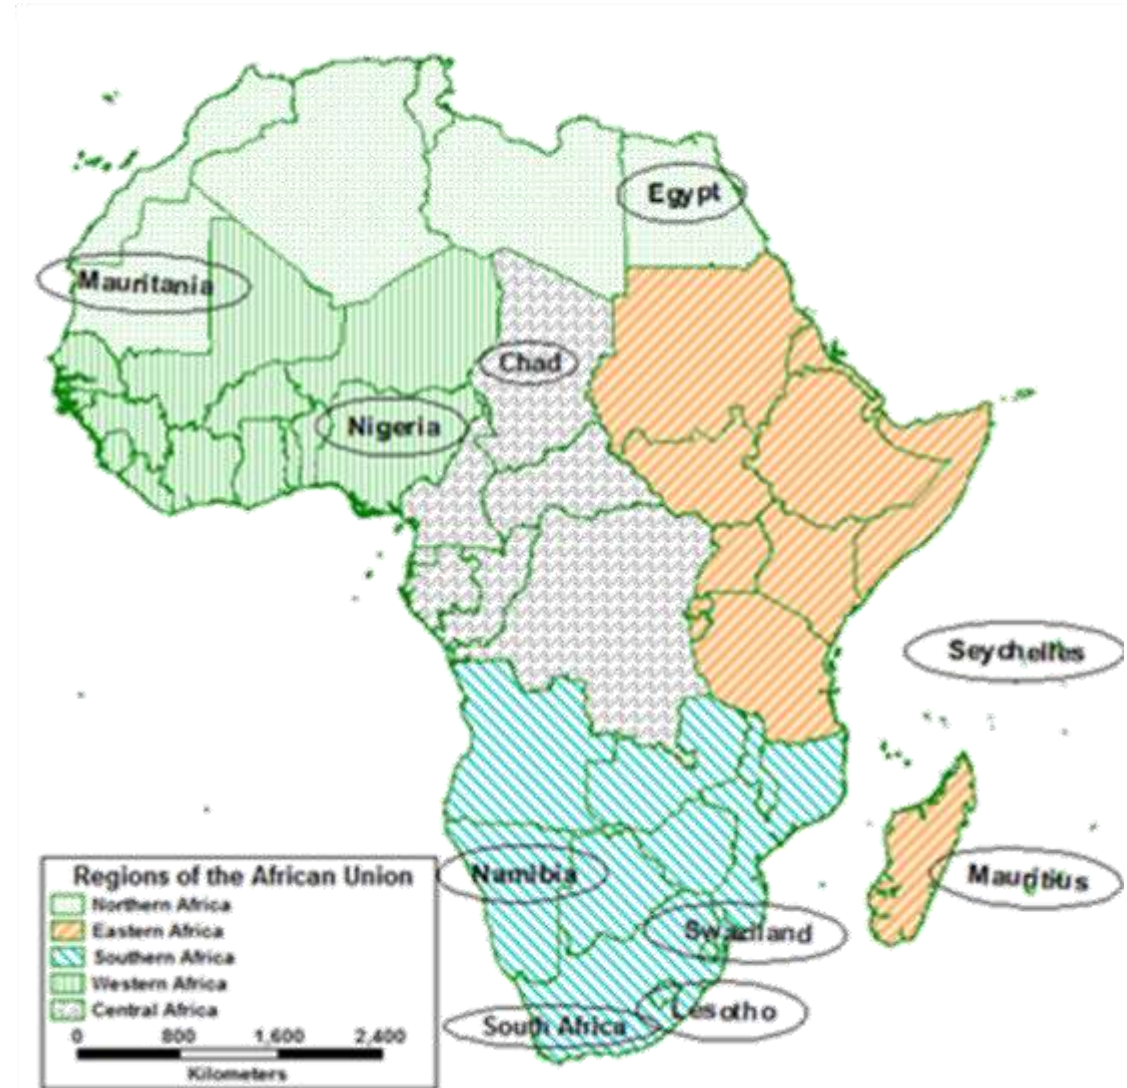 Egypt
Mauritania
Chad
Nigeria
Seychelles
Namibia
Mauritius
Swaziland
Lesotho
South Africa
Regions of the African Union
Northern Africa
Eastern Africa
Southern Africa
Western Africa
Central Africa
0 800 1,600 2,400
Kilometers